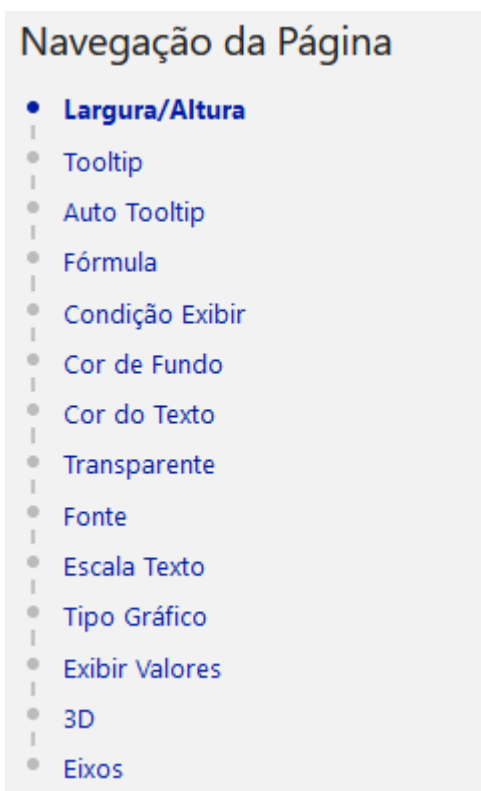 Navegação da Página
Largura/Altura
Tooltip
Auto Tooltip
Fórmula
Condição Exibir
Cor de Fundo
Cor do Texto
Transparente
Fonte
Escala Texto
Tipo Gráfico
Exibir Valores
3D
Eixos